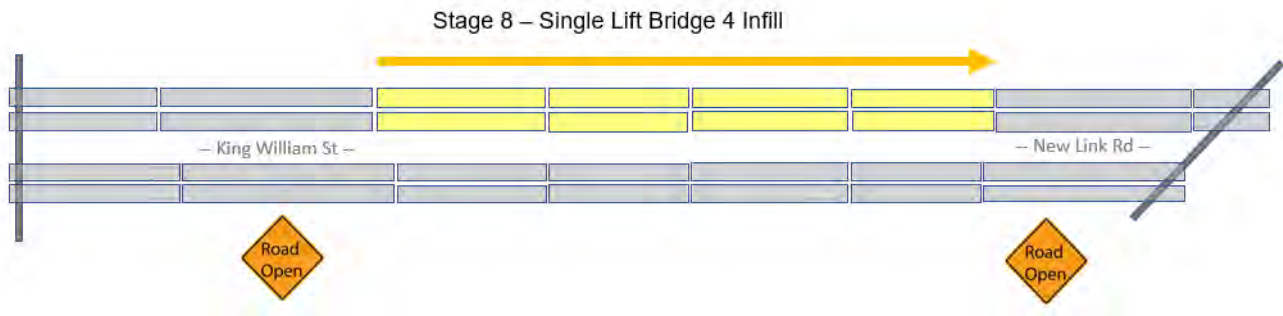 Stage 8 – Single Lift Bridge 4 Infill
– King William St –
– New Link Rd –
Road
Open
Road
Open